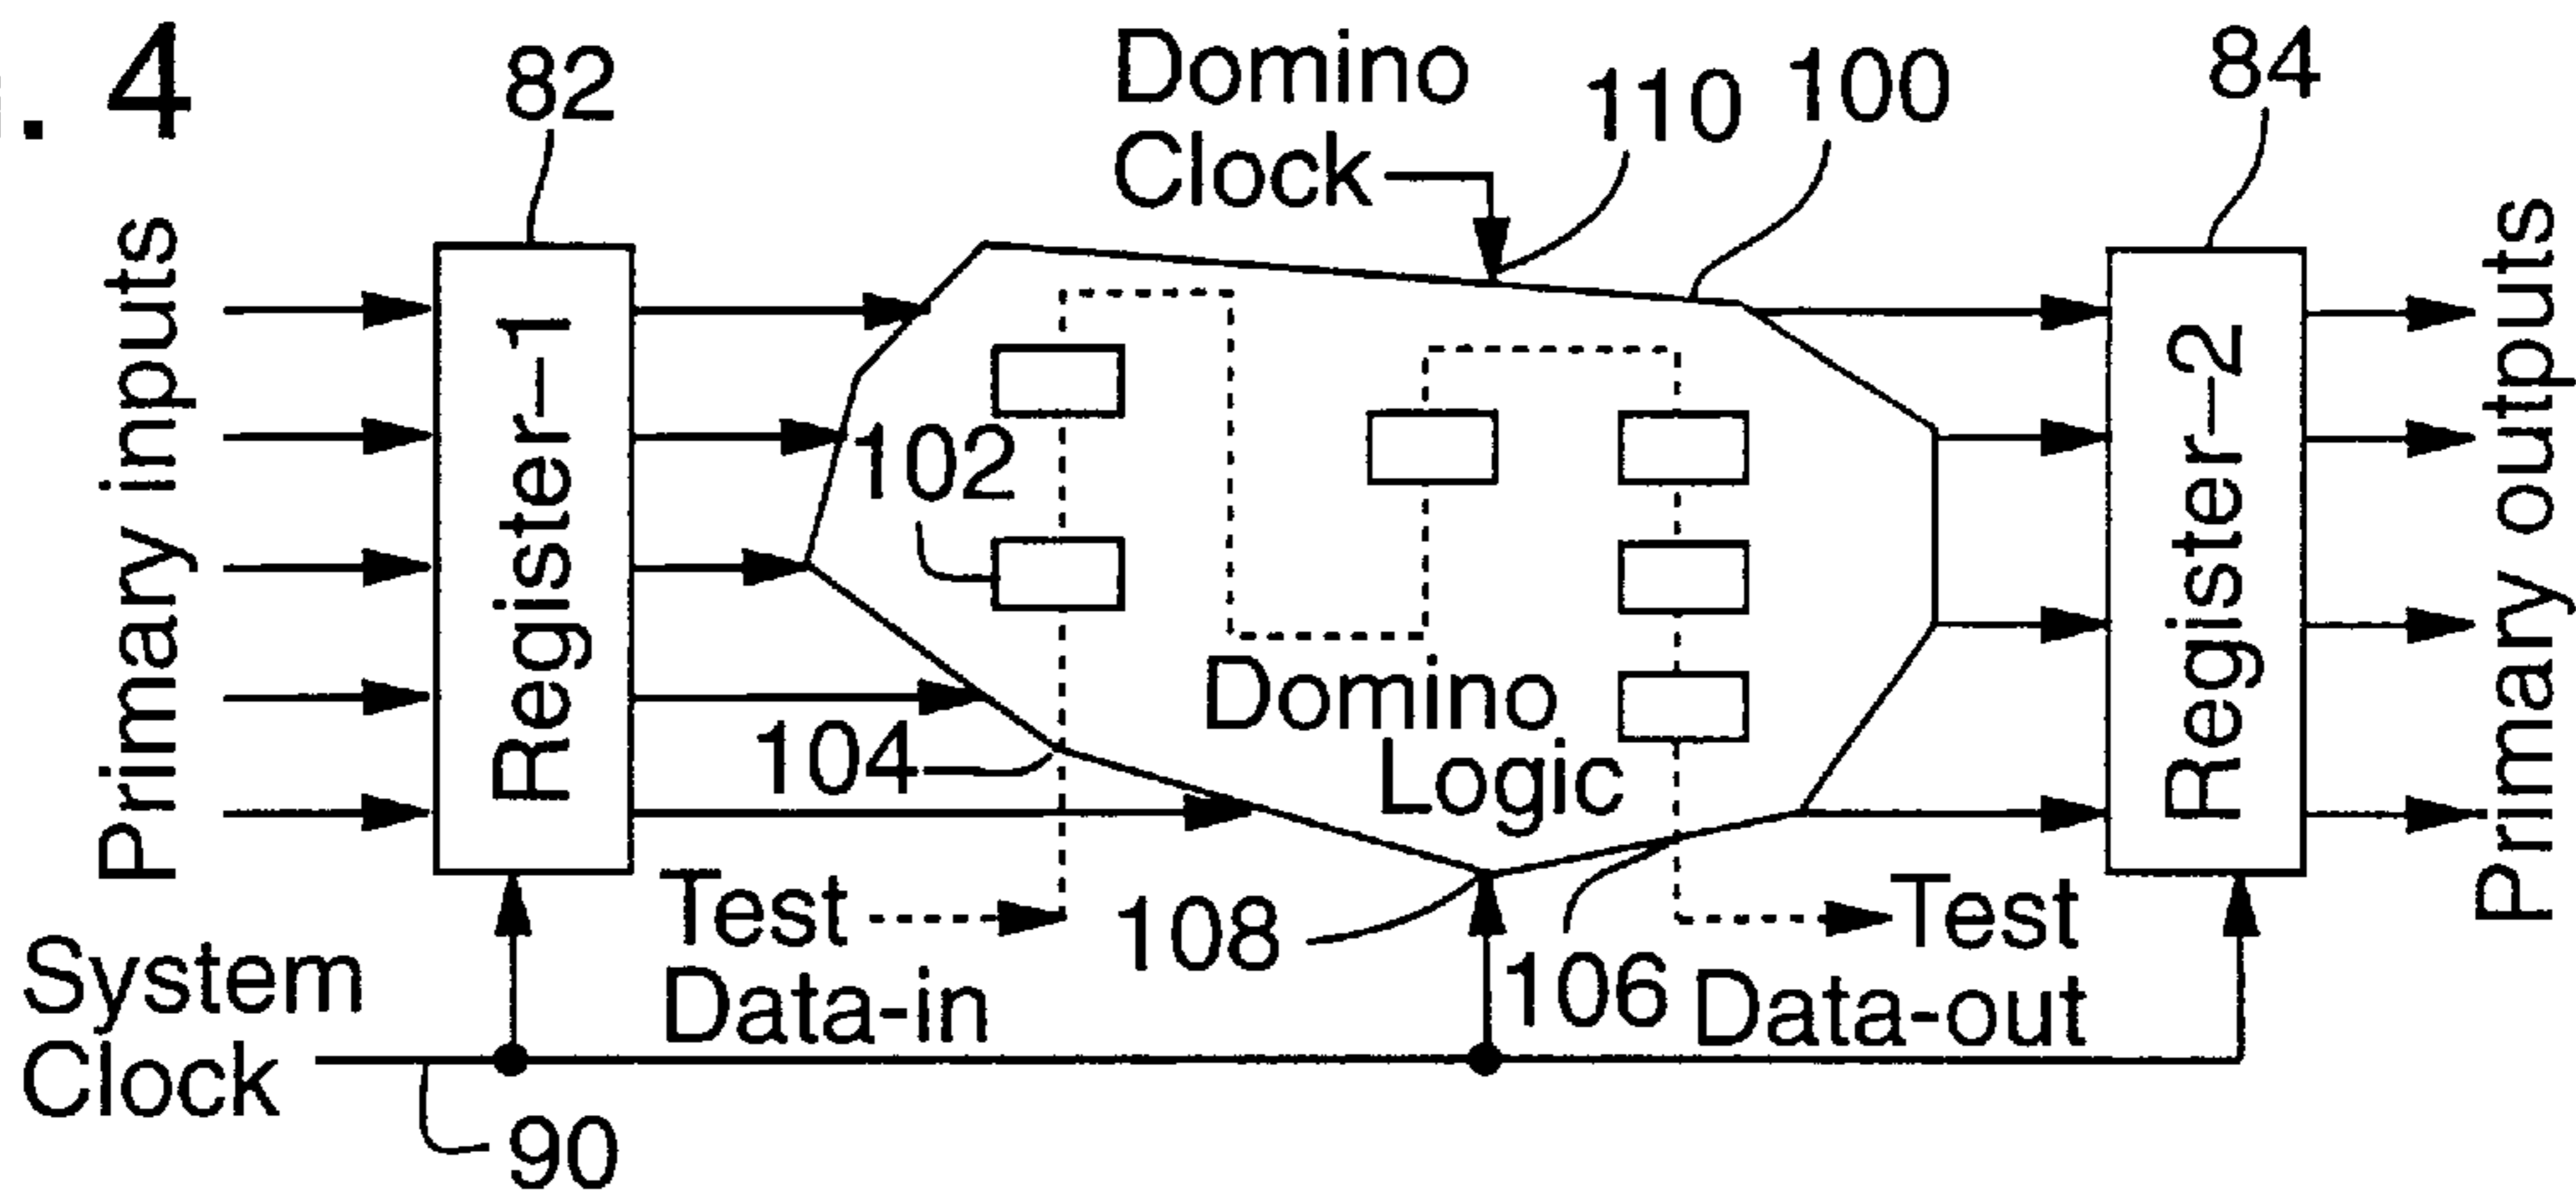 . 4
82
Domino
Clock
110
100
84
Primary inputs
Register-1
102
104
Domino
Logic
Register-2
Primary outputs
Test
Data-in
108
106
Test
Data-out
System
Clock
90